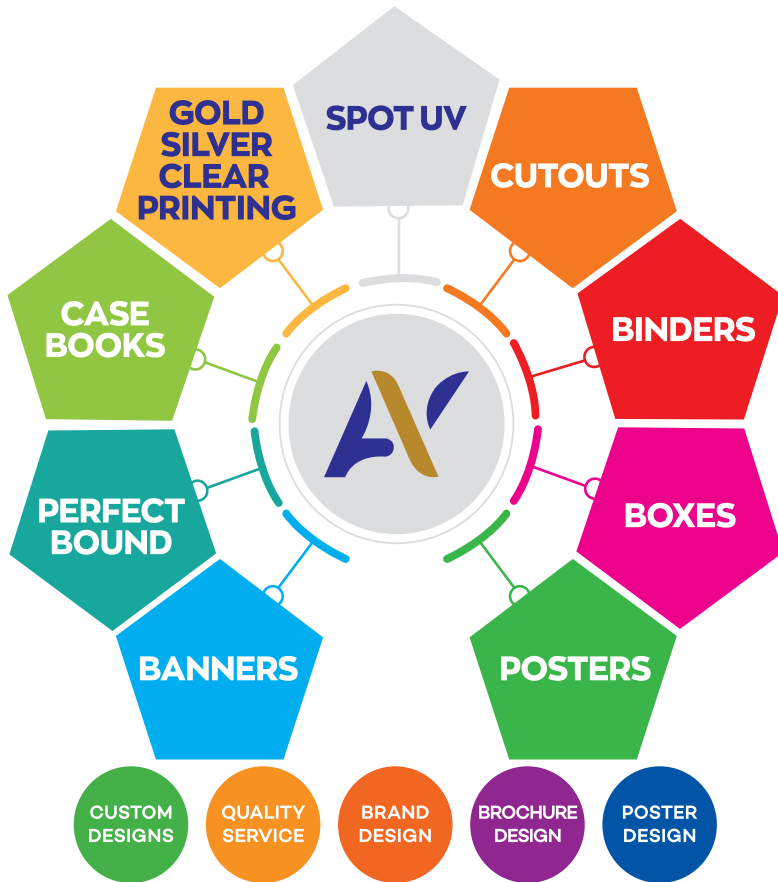 SPOT UV
GOLD
SILVER
CLEAR
PRINTING
CUTOUTS
CASE
BOOKS
BINDERS
PERFECT
BOUND
BOXES
BANNERS
POSTERS
CUSTOM
DESIGNS
QUALITY
SERVICE
BRAND
DESIGN
BROCHURE
DESIGN
POSTER
DESIGN